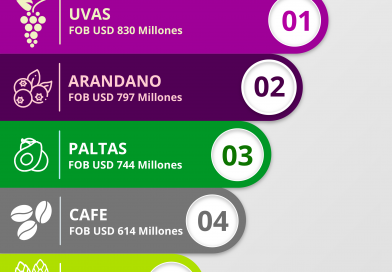 UVAS
FOB USD 830 Millones
01
ARANDANO
FOB USD 797 Millones
02
PALTAS
FOB USD 744 Millones
03
CAFE
FOB USD 614 Millones
04